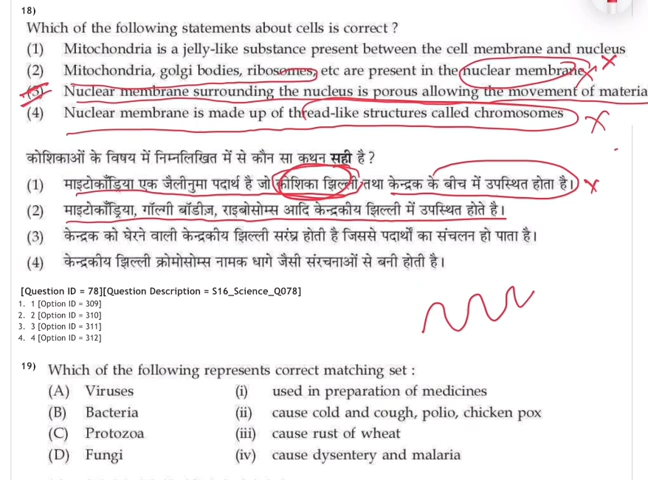 18)
Which of the following statements about cells is correct ?
(1) Mitochondria is a jelly-like substance present between the cell membrane and nucleus
(2) Mitochondria, golgi bodies, ribosomes, etc are present in the nuclear membrane
(3) Nuclear membrane surrounding the nucleus is porous allowing the movement of materia
(4) Nuclear membrane is made up of thread-like structures called chromosomes
कोशिकाओं के विषय में निम्नलिखित में से कौन सा कथन सही है ?
(1) माइटोकॉंड्रिया एक जैलीनुमा पदार्थ है जो कोशिका झिल्ली तथा केन्द्रक के बीच में उपस्थित होता है।
(2) माइटोकॉंड्रिया, गॉल्गी बॉडीज़, राइबोसोम्स आदि केन्द्रकीय झिल्ली में उपस्थित होते है।
(3) केन्द्रक को घेरने वाली केन्द्रकीय झिल्ली सरंध्र होती है जिससे पदार्थों का संचलन हो पाता है।
(4) केन्द्रकीय झिल्ली क्रोमोसोम्स नामक धागे जैसी संरचनाओं से बनी होती है।
[Question ID = 78][Question Description = S16_Science_Q078]
1. 1 [Option ID = 309]
2. 2 [Option ID = 310]
3. 3 [Option ID = 311]
4. 4 [Option ID = 312]
19) Which of the following represents correct matching set :
(A) Viruses (i) used in preparation of medicines
(B) Bacteria (ii) cause cold and cough, polio, chicken pox
(C) Protozoa (iii) cause rust of wheat
(D) Fungi (iv) cause dysentery and malaria